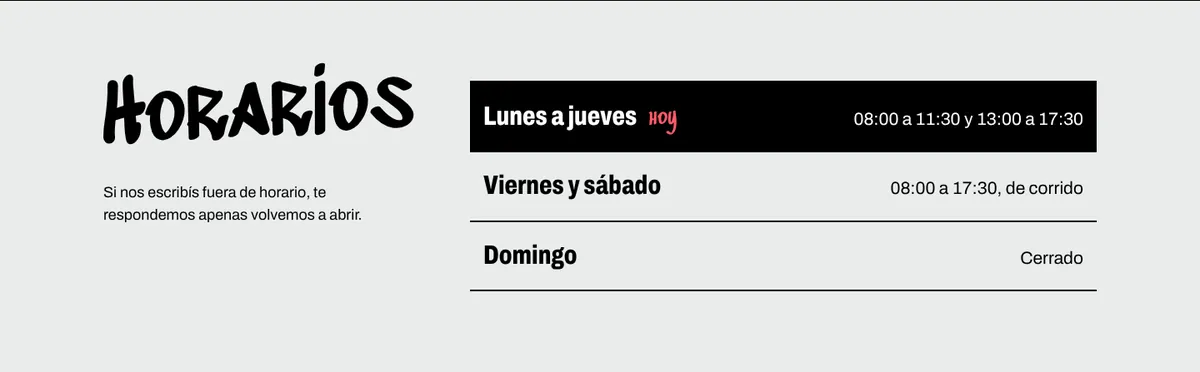 HORARIOS
Si nos escribís fuera de horario, te
respondemos apenas volvemos a abrir.
Lunes a jueves HOY 08:00 a 11:30 y 13:00 a 17:30
Viernes y sábado 08:00 a 17:30, de corrido
Domingo Cerrado